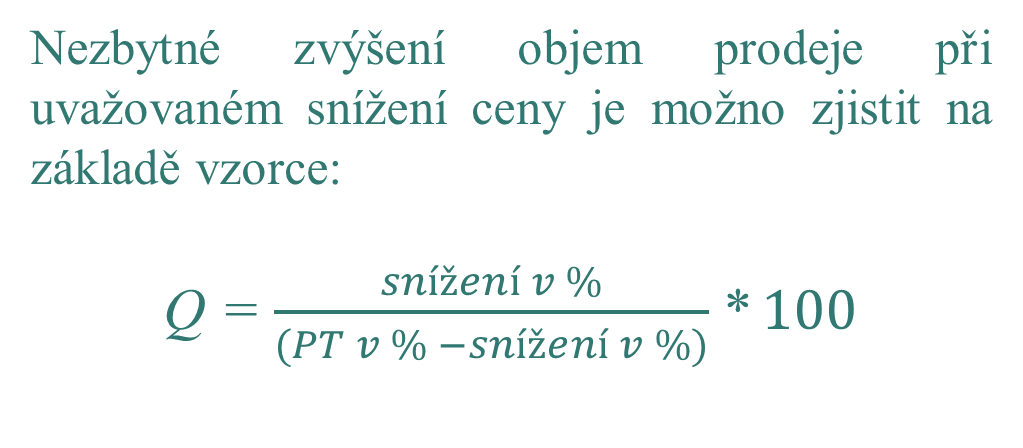 Nezbytné zvýšení objem prodeje při
uvažovaném snížení ceny je možno zjistit na
základě vzorce:
Q = snížení v % / (PT v % −snížení v %) * 100